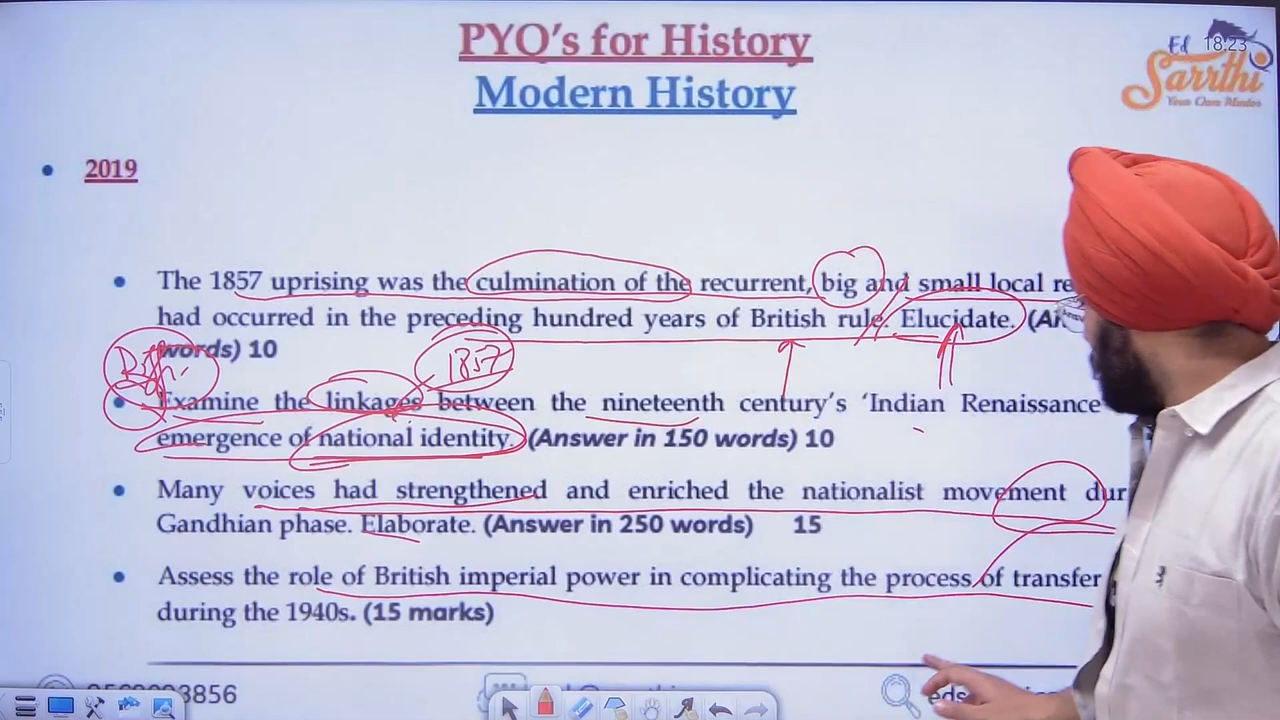 PYQ's for History
Modern History
Ed 18:23
Sarrthi
Your Own Mentor
2019
The 1857 uprising was the culmination of the recurrent, big and small local re
had occurred in the preceding hundred years of British rule. Elucidate. (An
words) 10
1857
Examine the linkages between the nineteenth century's 'Indian Renaissance
emergence of national identity. (Answer in 150 words) 10
Many voices had strengthened and enriched the nationalist movement dur
Gandhian phase. Elaborate. (Answer in 250 words) 15
Assess the role of British imperial power in complicating the process of transfer
during the 1940s. (15 marks)
3856